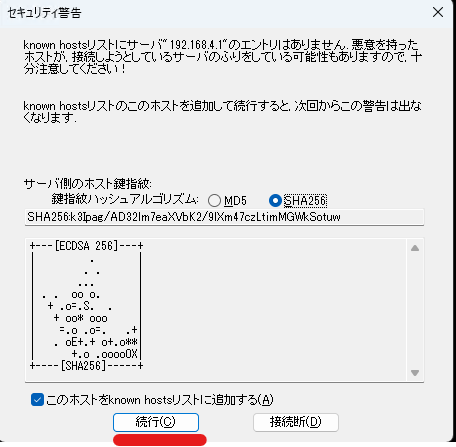 セキュリティ警告
known hostsリストにサーバ"192.168.4.1"のエントリはありません. 悪意を持った
ホストが, 接続しようとしているサーバのふりをしている可能性もありますので, 十
分注意してください!
known hostsリストのこのホストを追加して続行すると, 次回からこの警告は出な
くなります.
サーバ側のホスト鍵指紋:
鍵指紋ハッシュアルゴリズム: MD5 SHA256
SHA256:k3Ipag/AD32Im7eaXVbK2/9IXm47czLtimMGWkSotuw
+---[ECDSA 256]---+
|        .        |
|       . .       |
|      ...        |
| . .  oo o.      |
|  + .o=.S.  .    |
|   + oo* ooo     |
|    =.o .o=.   .+|
|   . oE+.+ o+.o**|
|      +.o .ooooOX|
+----[SHA256]-----+
このホストをknown hostsリストに追加する(A)
続行(C) 接続断(D)